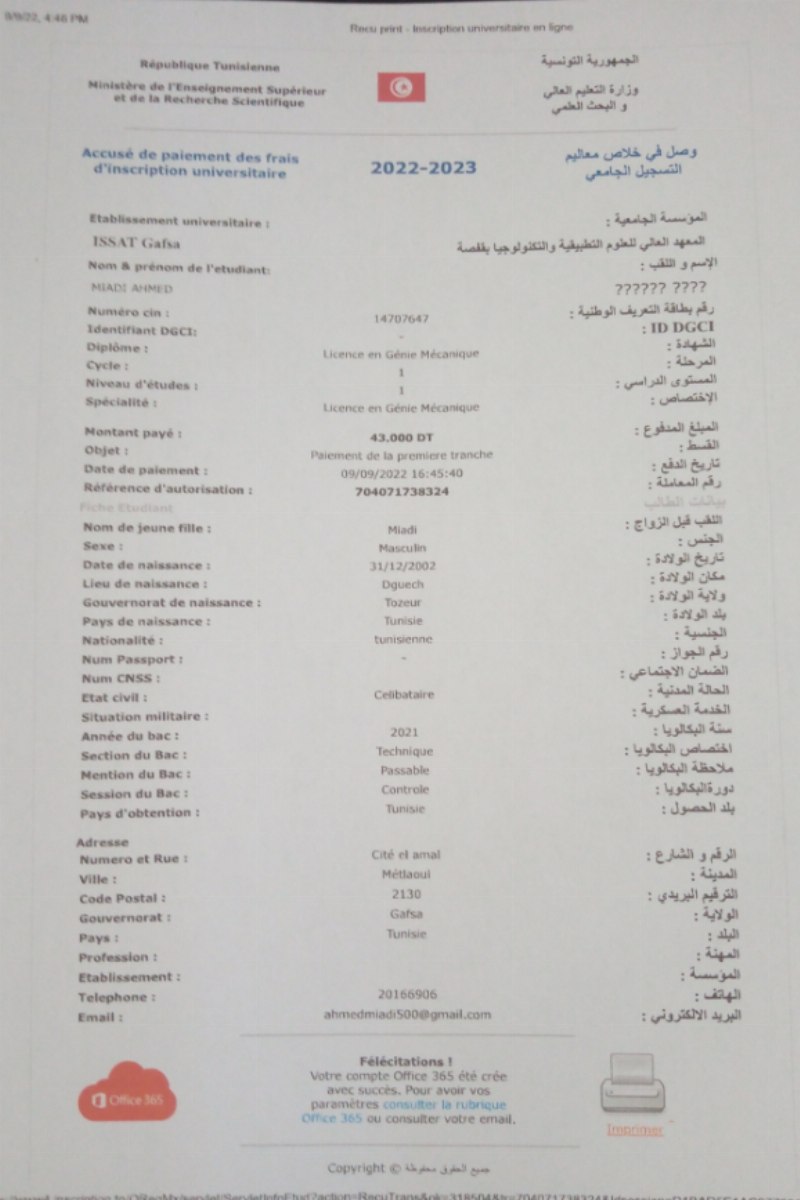 9/9/22, 4:46 PM
Recu print - Inscription universitaire en ligne
République Tunisienne
الجمهورية التونسية
Ministère de l'Enseignement Supérieur
et de la Recherche Scientifique
وزارة التعليم العالي
و البحث العلمي
Accusé de paiement des frais
d'inscription universitaire
2022-2023
وصل في خلاص معاليم
التسجيل الجامعي
Etablissement universitaire : المؤسسة الجامعية :
ISSAT Gafsa المعهد العالي للعلوم التطبيقية والتكنولوجيا بقفصة
Nom & prénom de l'etudiant: الإسم و اللقب :
MIADI AHMED ?????? ????
Numéro cin : 14707647 رقم بطاقة التعريف الوطنية :
Identifiant DGCI: - ID DGCI :
Diplôme : Licence en Génie Mécanique الشهادة :
Cycle : 1 المرحلة :
Niveau d'études : 1 المستوى الدراسي :
Spécialité : Licence en Génie Mécanique الإختصاص :
Montant payé : 43.000 DT المبلغ المدفوع :
Objet : Paiement de la premiere tranche القسط :
Date de paiement : 09/09/2022 16:45:40 تاريخ الدفع :
Référence d'autorisation : 704071738324 رقم المعاملة :
Fiche Etudiant بيانات الطالب
Nom de jeune fille : Miadi اللقب قبل الزواج :
Sexe : Masculin الجنس :
Date de naissance : 31/12/2002 تاريخ الولادة :
Lieu de naissance : Dguech مكان الولادة :
Gouvernorat de naissance : Tozeur ولاية الولادة :
Pays de naissance : Tunisie بلد الولادة :
Nationalité : tunisienne الجنسية :
Num Passport : - رقم الجواز :
Num CNSS : الضمان الاجتماعي :
Etat civil : Celibataire الحالة المدنية :
Situation militaire : الخدمة العسكرية :
Année du bac : 2021 سنة البكالويا :
Section du Bac : Technique اختصاص البكالويا :
Mention du Bac : Passable ملاحظة البكالويا :
Session du Bac : Controle دورةالبكالويا :
Pays d'obtention : Tunisie بلد الحصول :
Adresse
Numero et Rue : Cité el amal الرقم و الشارع :
Ville : Métlaoui المدينة :
Code Postal : 2130 الترقيم البريدي :
Gouvernorat : Gafsa الولاية :
Pays : Tunisie البلد :
Profession : المهنة :
Etablissement : المؤسسة :
Telephone : 20166906 الهاتف :
Email : ahmedmiadi500@gmail.com البريد الالكتروني :
Office 365
Félécitations !
Votre compte Office 365 été crée
avec succès. Pour avoir vos
paramètres consulter la rubrique
Office 365 ou consulter votre email.
Imprimer
Copyright © جميع الحقوق محفوظة